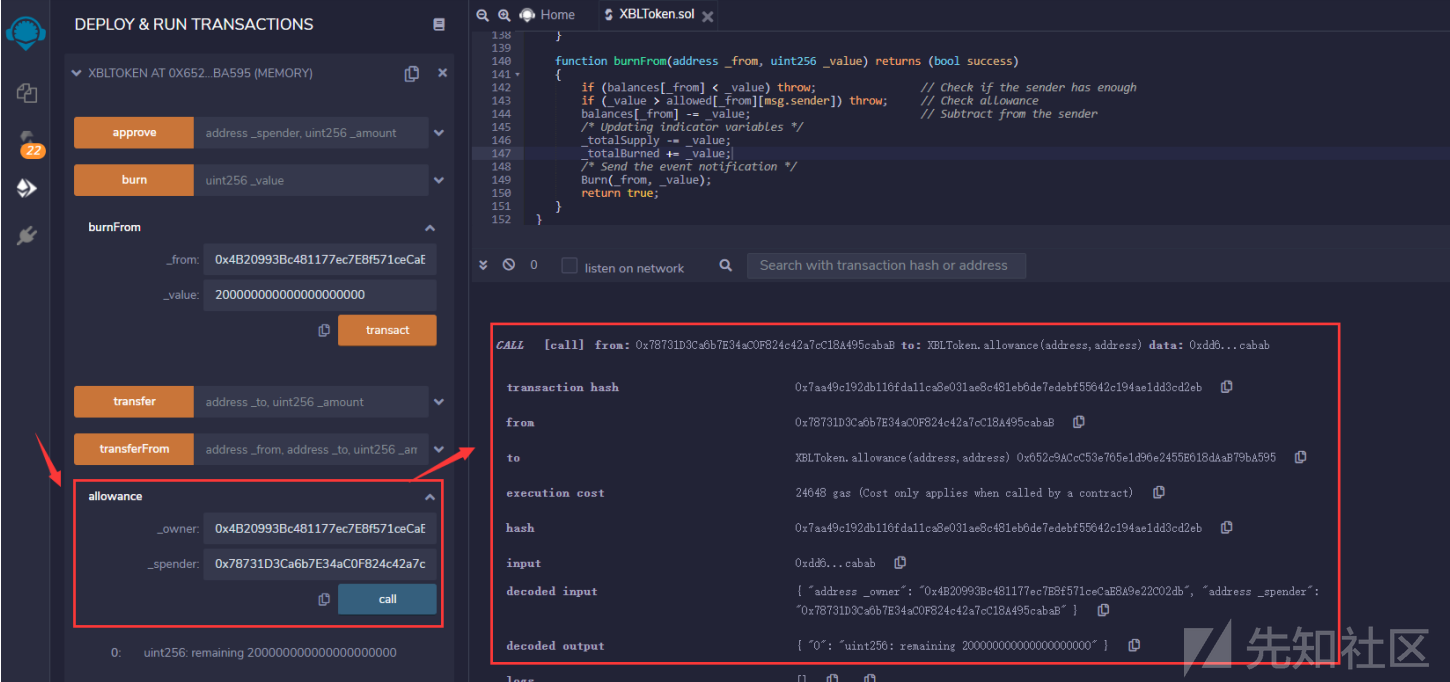 DEPLOY & RUN TRANSACTIONS
XBLTOKEN AT 0X652...BA595 (MEMORY)
22
approve address _spender, uint256 _amount
burn uint256 _value
burnFrom
_from: 0x4B20993Bc481177ec7E8f571ceCaE
_value: 200000000000000000000
transact
transfer address _to, uint256 _amount
transferFrom address _from, address _to, uint256 _am
allowance
_owner: 0x4B20993Bc481177ec7E8f571ceCaE
_spender: 0x78731D3Ca6b7E34aC0F824c42a7c
call
0: uint256: remaining 200000000000000000000
Home XBLToken.sol
138 }
139
140 function burnFrom(address _from, uint256 _value) returns (bool success)
141 {
142 if (balances[_from] < _value) throw; // Check if the sender has enough
143 if (_value > allowed[_from][msg.sender]) throw; // Check allowance
144 balances[_from] -= _value; // Subtract from the sender
145 /* Updating indicator variables */
146 _totalSupply -= _value;
147 _totalBurned += _value;
148 /* Send the event notification */
149 Burn(_from, _value);
150 return true;
151 }
152 }
0 listen on network Search with transaction hash or address
CALL [call] from: 0x78731D3Ca6b7E34aC0F824c42a7cC18A495cabaB to: XBLToken.allowance(address,address) data: 0xdd6...cabab
transaction hash 0x7aa49c192db116fda11ca8e031ae8c481eb6de7edebf55642c194ae1dd3cd2eb
from 0x78731D3Ca6b7E34aC0F824c42a7cC18A495cabaB
to XBLToken.allowance(address,address) 0x652c9ACcC53e765e1d96e2455E618dAaB79bA595
execution cost 24648 gas (Cost only applies when called by a contract)
hash 0x7aa49c192db116fda11ca8e031ae8c481eb6de7edebf55642c194ae1dd3cd2eb
input 0xdd6...cabab
decoded input { "address _owner": "0x4B20993Bc481177ec7E8f571ceCaE8A9e22C02db", "address _spender":
"0x78731D3Ca6b7E34aC0F824c42a7cC18A495cabaB" }
decoded output { "0": "uint256: remaining 200000000000000000000" }
logs []
先知社区